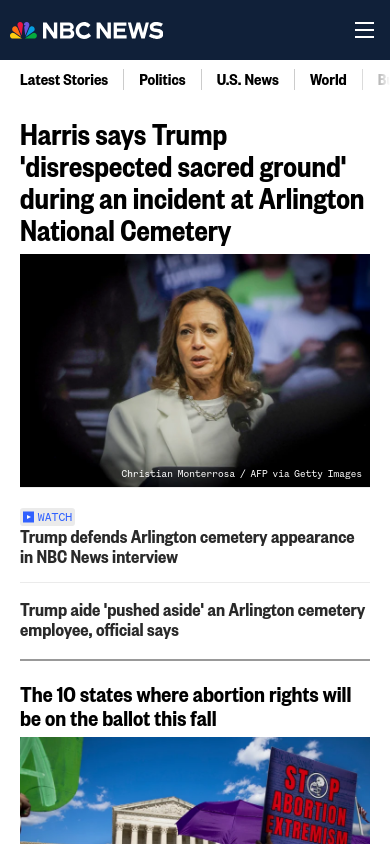 NBC NEWS
Latest Stories
Politics
U.S. News
World
Harris says Trump
'disrespected sacred ground'
during an incident at Arlington
National Cemetery
Christian Monterrosa / AFP via Getty Images
WATCH
Trump defends Arlington cemetery appearance
in NBC News interview
Trump aide 'pushed aside' an Arlington cemetery
employee, official says
The 10 states where abortion rights will
be on the ballot this fall
A
STOP
ABORTION
EXTREMISM